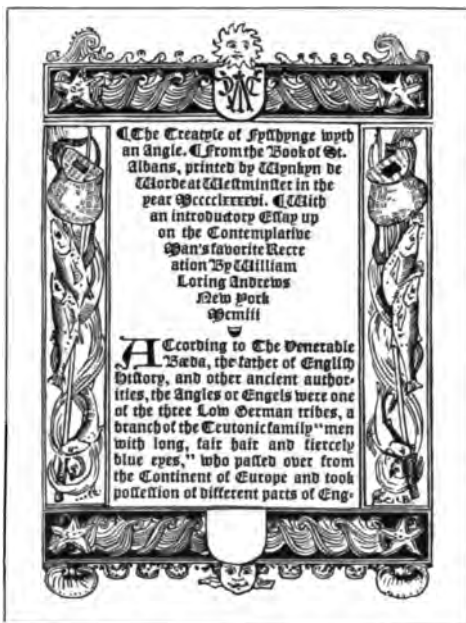 ¶The Treatyſe of Fyſſhynge wyth
an Angle. ¶From the Book of St.
Albans, printed by Wynkyn de
Worde at Weſtminſter in the
year Mcccclxxxxvi. ¶With
an introductory Eſſay up
on the Contemplative
Man's favorite Recre
ation By William
Loring Andrews
New York
Mcmiii
ACcording to The Venerable
Bæda, the father of Engliſh
Hiſtory, and other ancient author-
ities, the Angles or Engels were one
of the three Low German tribes, a
branch of the Teutonic family "men
with long, fair hair and fiercely
blue eyes," who paſſed over from
the Continent of Europe and took
poſſeſſion of different parts of Eng-